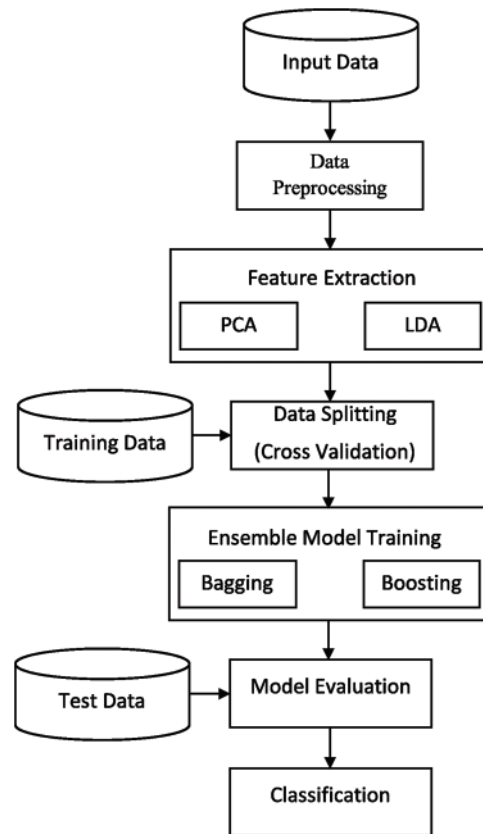 Input Data
Data
Preprocessing
Feature Extraction
PCA
LDA
Training Data
Data Splitting
(Cross Validation)
Ensemble Model Training
Bagging
Boosting
Test Data
Model Evaluation
Classification